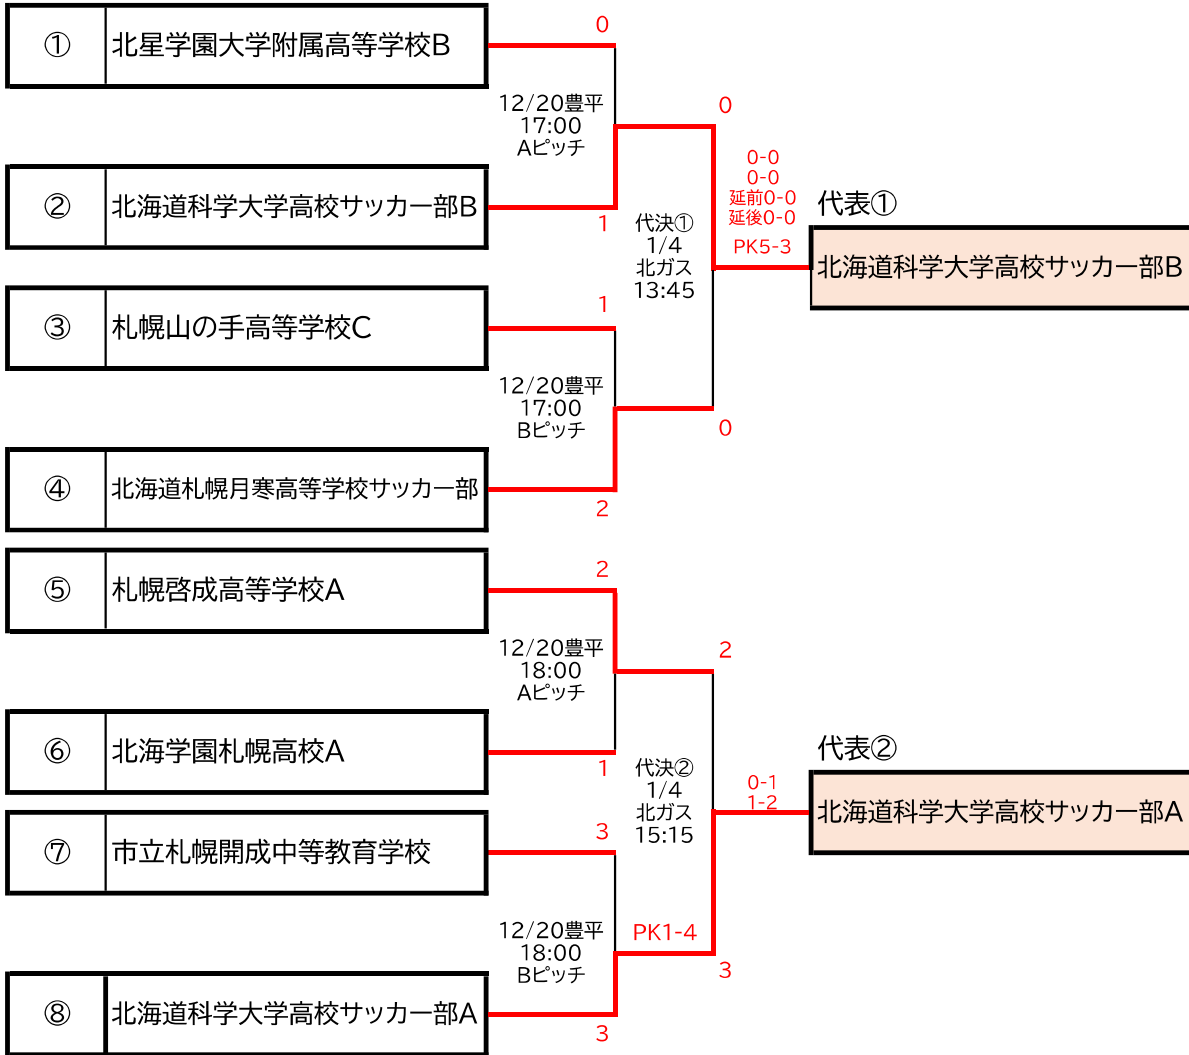 ① 北星学園大学附属高等学校B
0
12/20豊平
17:00
Aピッチ
② 北海道科学大学高校サッカー部B
1
③ 札幌山の手高等学校C
1
12/20豊平
17:00
Bピッチ
④ 北海道札幌月寒高等学校サッカー部
2
0
代決①
1/4
北ガス
13:45
0
0-0
0-0
延前0-0
延後0-0
PK5-3
代表①
北海道科学大学高校サッカー部B
⑤ 札幌啓成高等学校A
2
12/20豊平
18:00
Aピッチ
⑥ 北海学園札幌高校A
1
⑦ 市立札幌開成中等教育学校
3
12/20豊平
18:00
Bピッチ
⑧ 北海道科学大学高校サッカー部A
3
PK1-4
2
代決②
1/4
北ガス
15:15
3
0-1
1-2
代表②
北海道科学大学高校サッカー部A